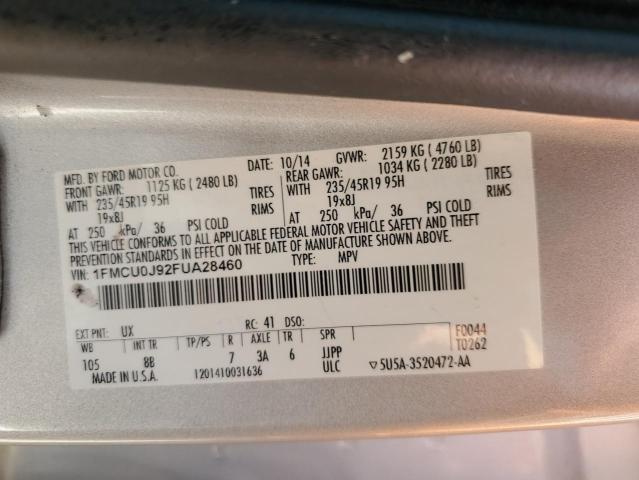 MFD. BY FORD MOTOR CO.
DATE: 10/14 GVWR: 2159 KG ( 4760 LB)
FRONT GAWR: 1125 KG ( 2480 LB)
REAR GAWR: 1034 KG ( 2280 LB)
WITH 235/45R19 95H TIRES
WITH 235/45R19 95H TIRES
19x8J RIMS
19x8J RIMS
AT 250 kPa/ 36 PSI COLD
AT 250 kPa/ 36 PSI COLD
THIS VEHICLE CONFORMS TO ALL APPLICABLE FEDERAL MOTOR VEHICLE SAFETY AND THEFT
PREVENTION STANDARDS IN EFFECT ON THE DATE OF MANUFACTURE SHOWN ABOVE.
VIN: 1FMCU0J92FUA28460 TYPE: MPV
EXT PNT: UX RC: 41 DSO: F0044
WB INT TR TP/PS R AXLE TR SPR T0262
105 8B 7 3A 6 JJPP
MADE IN U.S.A. 1201410031636 ULC 5U5A-3520472-AA